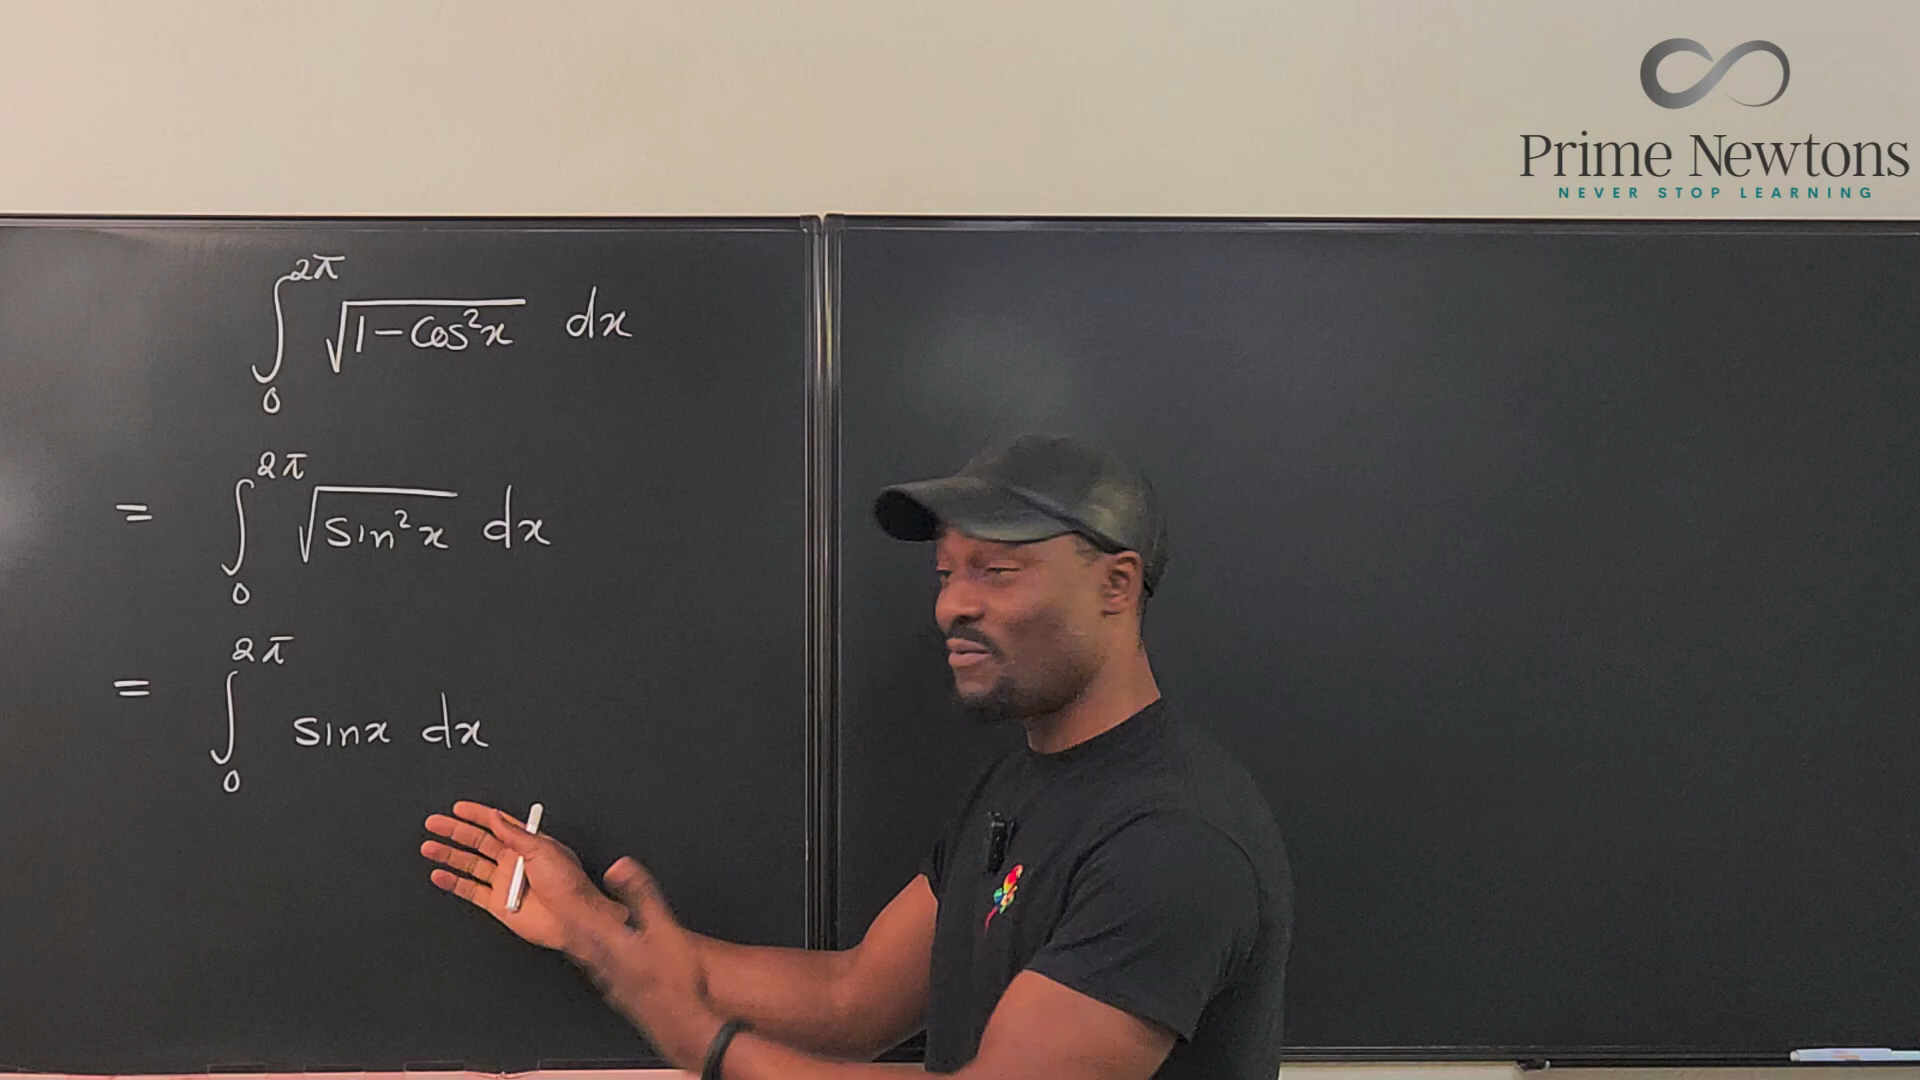 Prime Newtons
NEVER STOP LEARNING
∫₀^{2π} √(1-Cos²x) dx
= ∫₀^{2π} √(sin²x) dx
= ∫₀^{2π} sinx dx